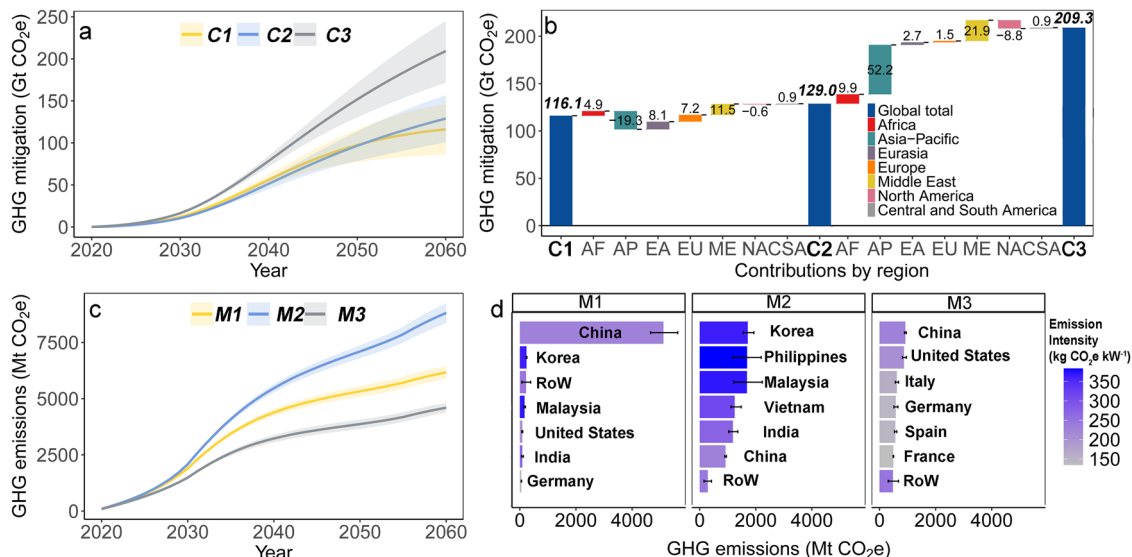 a
C1 C2 C3
GHG mitigation (Gt CO₂e)
250
200
150
100
50
0
2020 2030 2040 2050 2060
Year
b
GHG mitigation (Gt CO₂e)
200
150
100
50
0
116.1 4.9 −19.3 8.1 7.2 11.5 −0.6 0.9 129.0 9.9 52.2 2.7 1.5 21.9 −8.8 0.9 209.3
Global total
Africa
Asia−Pacific
Eurasia
Europe
Middle East
North America
Central and South America
C1 AF AP EA EU ME NA CSA C2 AF AP EA EU ME NA CSA C3
Contributions by region
c
M1 M2 M3
GHG emissions (Mt CO₂e)
7500
5000
2500
0
2020 2030 2040 2050 2060
Year
d
M1
China
Korea
RoW
Malaysia
United States
India
Germany
0 2000 4000
M2
Korea
Philippines
Malaysia
Vietnam
India
China
RoW
0 2000 4000
M3
China
United States
Italy
Germany
Spain
France
RoW
0 2000 4000
GHG emissions (Mt CO₂e)
Emission
Intensity
(kg CO₂e kW⁻¹)
350
300
250
200
150